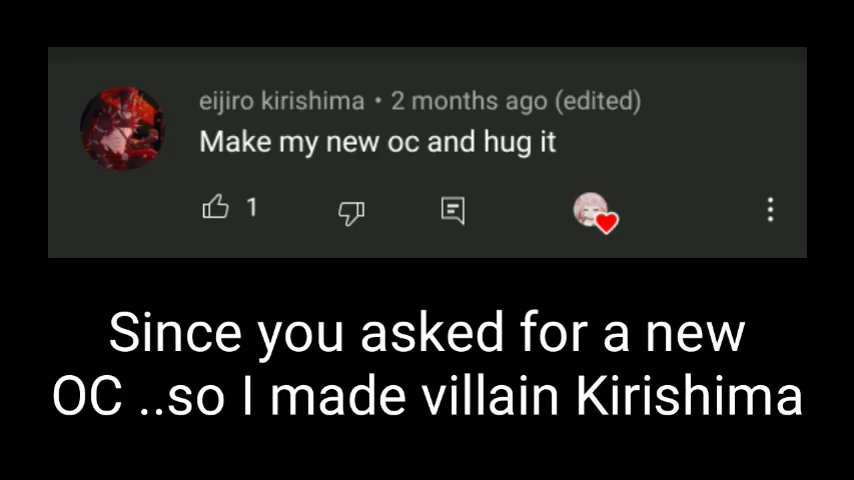 eijiro kirishima • 2 months ago (edited)
Make my new oc and hug it
1
Since you asked for a new
OC ..so I made villain Kirishima